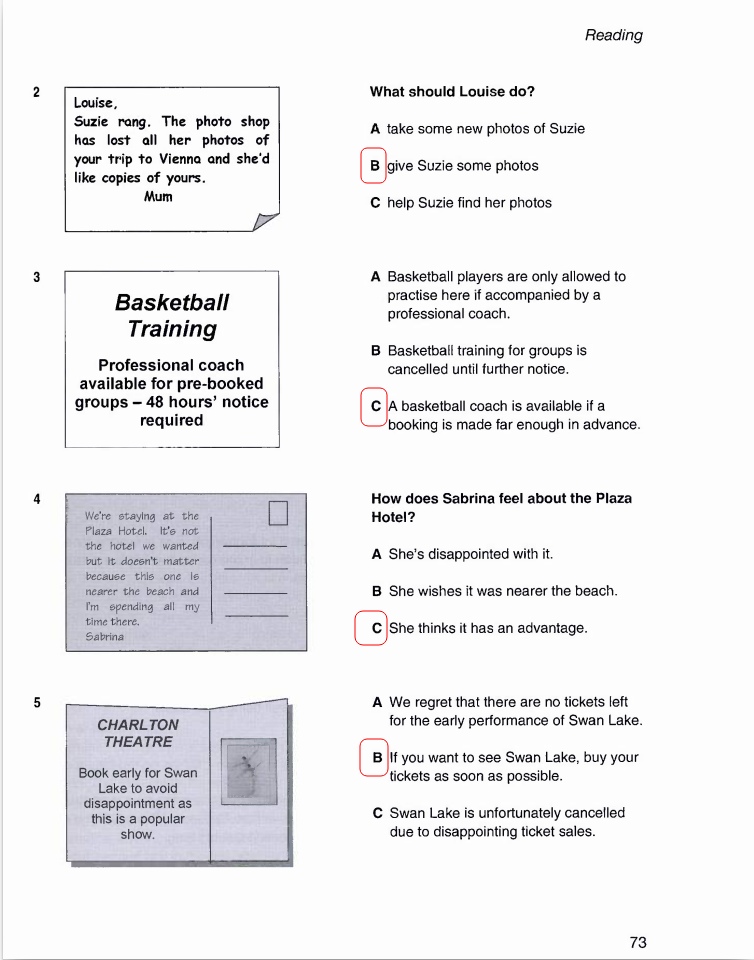 Reading
2
Louise,
Suzie rang. The photo shop
has lost all her photos of
your trip to Vienna and she'd
like copies of yours.
Mum
What should Louise do?
A take some new photos of Suzie
B give Suzie some photos
C help Suzie find her photos
3
Basketball
Training
Professional coach
available for pre-booked
groups – 48 hours' notice
required
A Basketball players are only allowed to
practise here if accompanied by a
professional coach.
B Basketball training for groups is
cancelled until further notice.
C A basketball coach is available if a
booking is made far enough in advance.
4
We're staying at the
Plaza Hotel. It's not
the hotel we wanted
but it doesn't matter
because this one is
nearer the beach and
I'm spending all my
time there.
Sabrina
How does Sabrina feel about the Plaza
Hotel?
A She's disappointed with it.
B She wishes it was nearer the beach.
C She thinks it has an advantage.
5
CHARLTON
THEATRE
Book early for Swan
Lake to avoid
disappointment as
this is a popular
show.
A We regret that there are no tickets left
for the early performance of Swan Lake.
B If you want to see Swan Lake, buy your
tickets as soon as possible.
C Swan Lake is unfortunately cancelled
due to disappointing ticket sales.
73